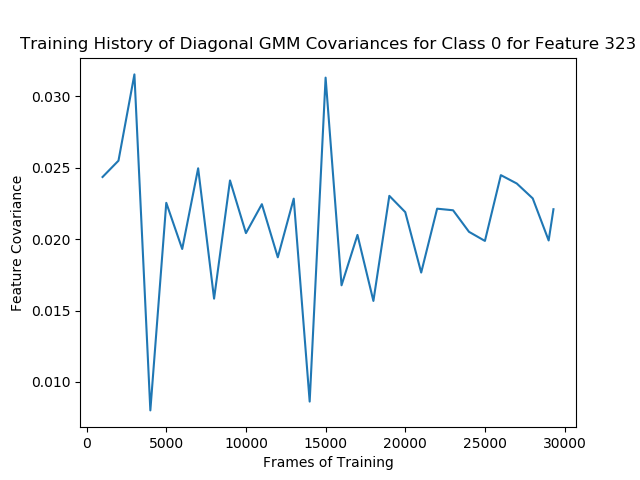 Training History of Diagonal GMM Covariances for Class 0 for Feature 323
0.030
0.025
0.020
0.015
0.010
Feature Covariance
0 5000 10000 15000 20000 25000 30000
Frames of Training